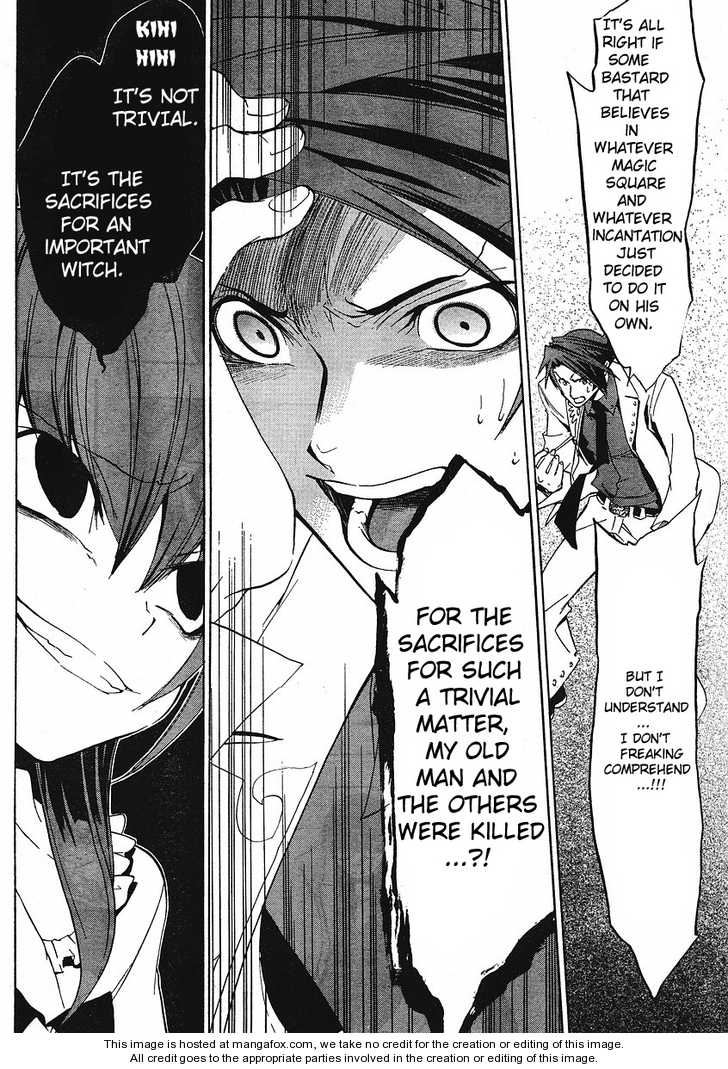 IT'S ALL
RIGHT IF
SOME
BASTARD
THAT
BELIEVES
IN
WHATEVER
MAGIC
SQUARE
AND
WHATEVER
INCANTATION
JUST
DECIDED
TO DO IT
ON HIS
OWN.
BUT I
DON'T
UNDERSTAND
...
I DON'T
FREAKING
COMPREHEND
...!!!
FOR THE
SACRIFICES
FOR SUCH
A TRIVIAL
MATTER,
MY OLD
MAN AND
THE OTHERS
WERE KILLED
...?!
KIHI
HIHI
IT'S NOT
TRIVIAL.
IT'S THE
SACRIFICES
FOR AN
IMPORTANT
WITCH.
This image is hosted at mangafox.com, we take no credit for the creation or editing of this image.
All credit goes to the appropriate parties involved in the creation or editing of this image.